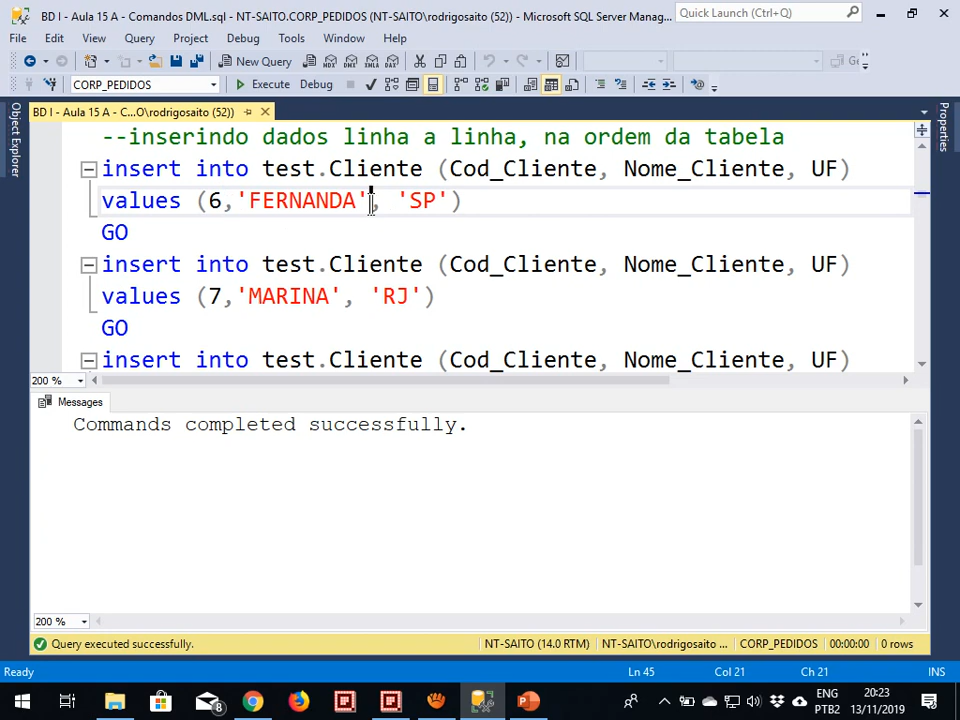 BD I - Aula 15 A - Comandos DML.sql - NT-SAITO.CORP_PEDIDOS (NT-SAITO\rodrigosaito (52)) - Microsoft SQL Server Manag...
Quick Launch (Ctrl+Q)
File Edit View Query Project Debug Tools Window Help
New Query
CORP_PEDIDOS
Execute Debug
BD I - Aula 15 A - C...O\rodrigosaito (52))
Object Explorer
Properties
--inserindo dados linha a linha, na ordem da tabela
insert into test.Cliente (Cod_Cliente, Nome_Cliente, UF)
values (6,'FERNANDA', 'SP')
GO
insert into test.Cliente (Cod_Cliente, Nome_Cliente, UF)
values (7,'MARINA', 'RJ')
GO
insert into test.Cliente (Cod_Cliente, Nome_Cliente, UF)
200 %
Messages
Commands completed successfully.
200 %
Query executed successfully.
NT-SAITO (14.0 RTM) NT-SAITO\rodrigosaito ... CORP_PEDIDOS 00:00:00 0 rows
Ready
Ln 45 Col 21 Ch 21 INS
8
ENG
PTB2
20:23
13/11/2019